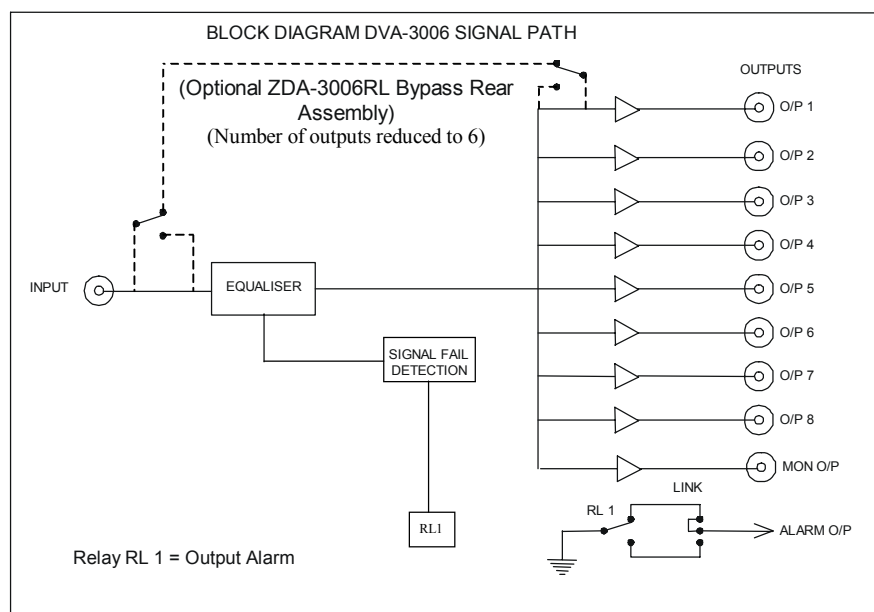 BLOCK DIAGRAM DVA-3006 SIGNAL PATH
OUTPUTS
(Optional ZDA-3006RL Bypass Rear
Assembly)
(Number of outputs reduced to 6)
O/P 1
O/P 2
O/P 3
O/P 4
INPUT
EQUALISER
O/P 5
O/P 6
SIGNAL FAIL
DETECTION
O/P 7
O/P 8
MON O/P
LINK
RL 1
RL1
ALARM O/P
Relay RL 1 = Output Alarm